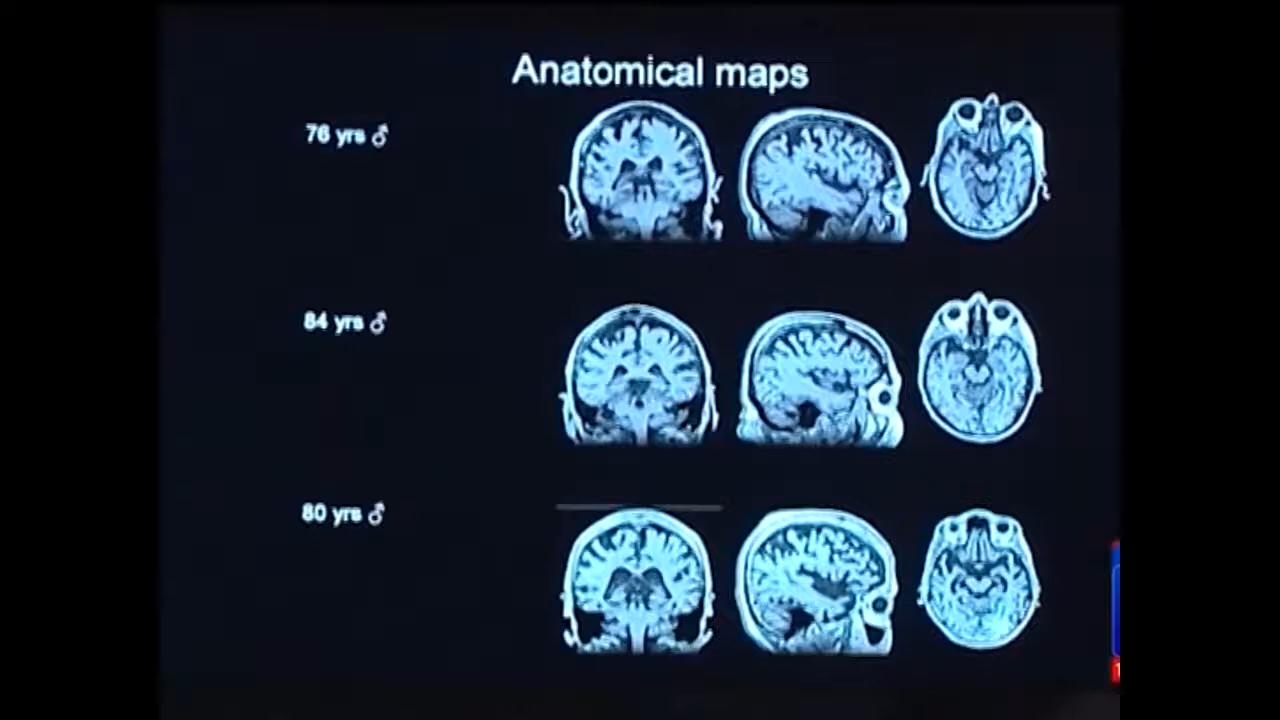 Anatomical maps
76 yrs ♂
84 yrs ♂
80 yrs ♂